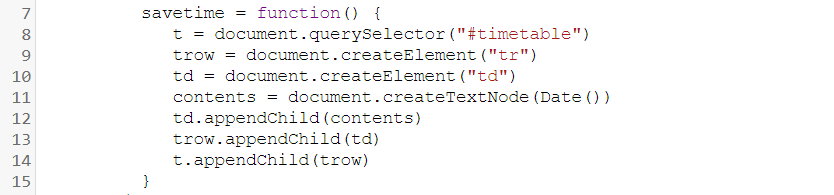 7 savetime = function() {
8 t = document.querySelector("#timetable")
9 trow = document.createElement("tr")
10 td = document.createElement("td")
11 contents = document.createTextNode(Date())
12 td.appendChild(contents)
13 trow.appendChild(td)
14 t.appendChild(trow)
15 }